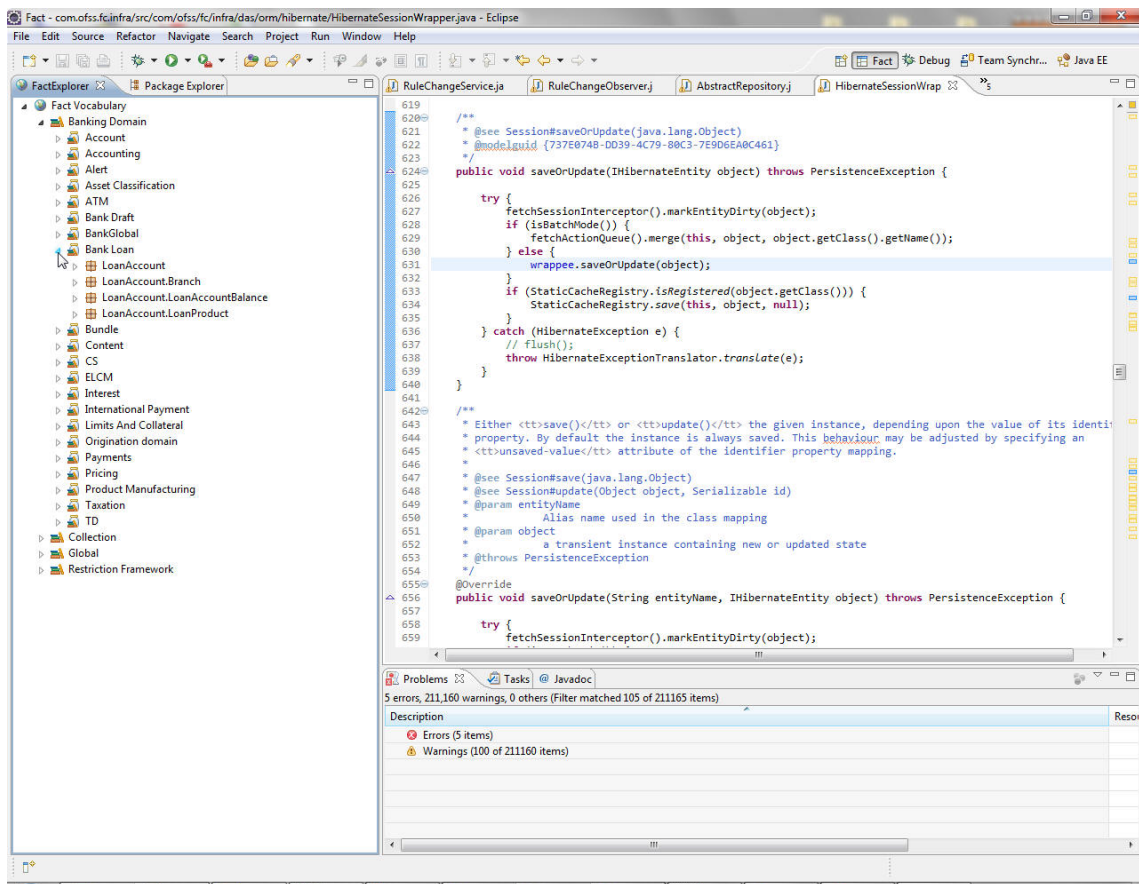 Fact - com.ofss.fc.infra/src/com/ofss/fc/infra/das/orm/hibernate/HibernateSessionWrapper.java - Eclipse
File Edit Source Refactor Navigate Search Project Run Window Help
Fact Debug Team Synchr... Java EE
FactExplorer Package Explorer
Fact Vocabulary
Banking Domain
Account
Accounting
Alert
Asset Classification
ATM
Bank Draft
BankGlobal
Bank Loan
LoanAccount
LoanAccount.Branch
LoanAccount.LoanAccountBalance
LoanAccount.LoanProduct
Bundle
Content
CS
ELCM
Interest
International Payment
Limits And Collateral
Origination domain
Payments
Pricing
Product Manufacturing
Taxation
TD
Collection
Global
Restriction Framework
RuleChangeService.ja RuleChangeObserver.j AbstractRepository.j HibernateSessionWrap »5
619
620 /**
621 * @see Session#saveOrUpdate(java.lang.Object)
622 * @modelguid {737E074B-DD39-4C79-80C3-7E9D6EA0C461}
623 */
624 public void saveOrUpdate(IHibernateEntity object) throws PersistenceException {
625
626 try {
627 fetchSessionInterceptor().markEntityDirty(object);
628 if (isBatchMode()) {
629 fetchActionQueue().merge(this, object, object.getClass().getName());
630 } else {
631 wrappee.saveOrUpdate(object);
632 }
633 if (StaticCacheRegistry.isRegistered(object.getClass())) {
634 StaticCacheRegistry.save(this, object, null);
635 }
636 } catch (HibernateException e) {
637 // flush();
638 throw HibernateExceptionTranslator.translate(e);
639 }
640 }
641
642 /**
643 * Either <tt>save()</tt> or <tt>update()</tt> the given instance, depending upon the value of its identi
644 * property. By default the instance is always saved. This behaviour may be adjusted by specifying an
645 * <tt>unsaved-value</tt> attribute of the identifier property mapping.
646 *
647 * @see Session#save(java.lang.Object)
648 * @see Session#update(Object object, Serializable id)
649 * @param entityName
650 * Alias name used in the class mapping
651 * @param object
652 * a transient instance containing new or updated state
653 * @throws PersistenceException
654 */
655 @Override
656 public void saveOrUpdate(String entityName, IHibernateEntity object) throws PersistenceException {
657
658 try {
659 fetchSessionInterceptor().markEntityDirty(object);
Problems Tasks @ Javadoc
5 errors, 211,160 warnings, 0 others (Filter matched 105 of 211165 items)
Description Resou
Errors (5 items)
Warnings (100 of 211160 items)